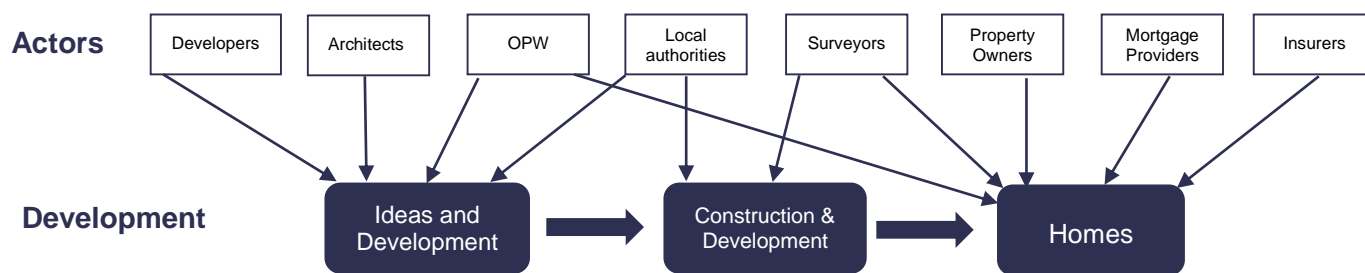 Actors
Developers
Architects
OPW
Local
authorities
Surveyors
Property
Owners
Mortgage
Providers
Insurers
Development
Ideas and
Development
Construction &
Development
Homes